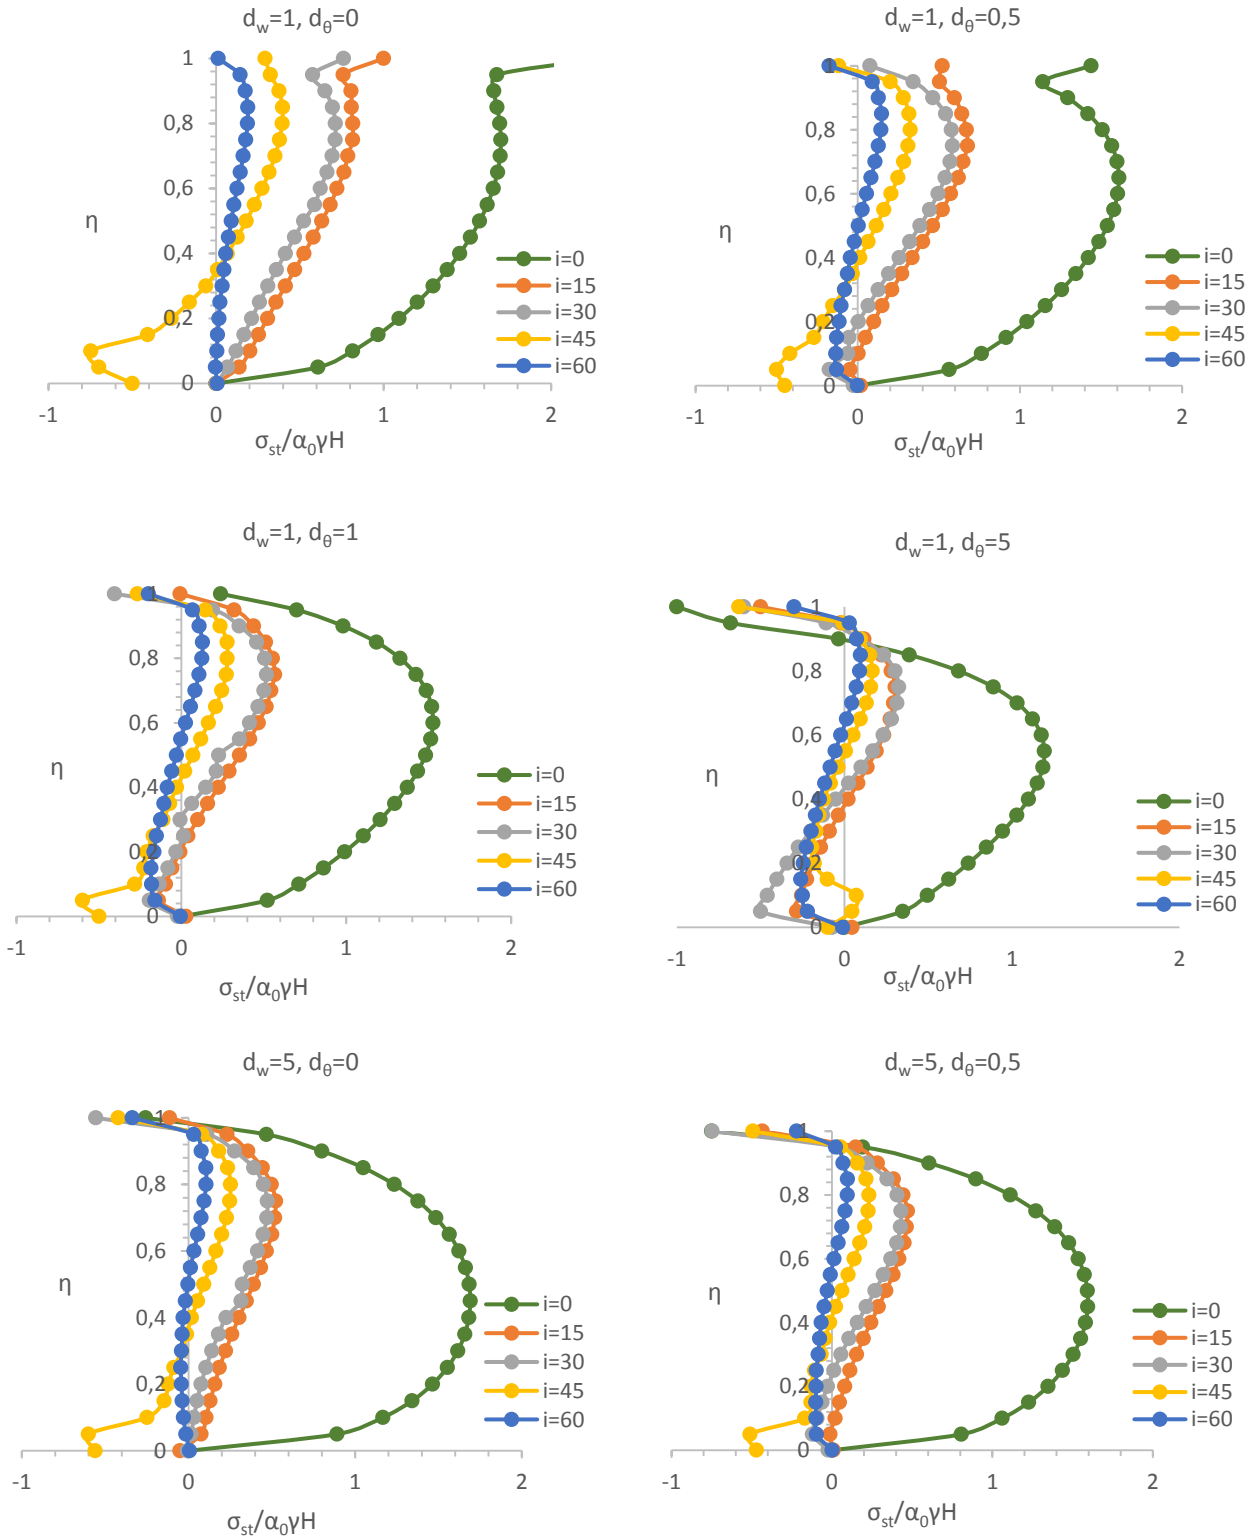 d_w=1, d_θ=0
1
0,8
0,6
0,4
0,2
0
η
-1 0 1 2
σ_st/α_0γH
i=0
i=15
i=30
i=45
i=60
d_w=1, d_θ=0,5
1
0,8
0,6
0,4
0,2
0
η
-1 0 1 2
σ_st/α_0γH
i=0
i=15
i=30
i=45
i=60
d_w=1, d_θ=1
1
0,8
0,6
0,4
0,2
0
η
-1 0 1 2
σ_st/α_0γH
i=0
i=15
i=30
i=45
i=60
d_w=1, d_θ=5
1
0,8
0,6
0,4
0,2
0
η
-1 0 1 2
σ_st/α_0γH
i=0
i=15
i=30
i=45
i=60
d_w=5, d_θ=0
1
0,8
0,6
0,4
0,2
0
η
-1 0 1 2
σ_st/α_0γH
i=0
i=15
i=30
i=45
i=60
d_w=5, d_θ=0,5
1
0,8
0,6
0,4
0,2
0
η
-1 0 1 2
σ_st/α_0γH
i=0
i=15
i=30
i=45
i=60